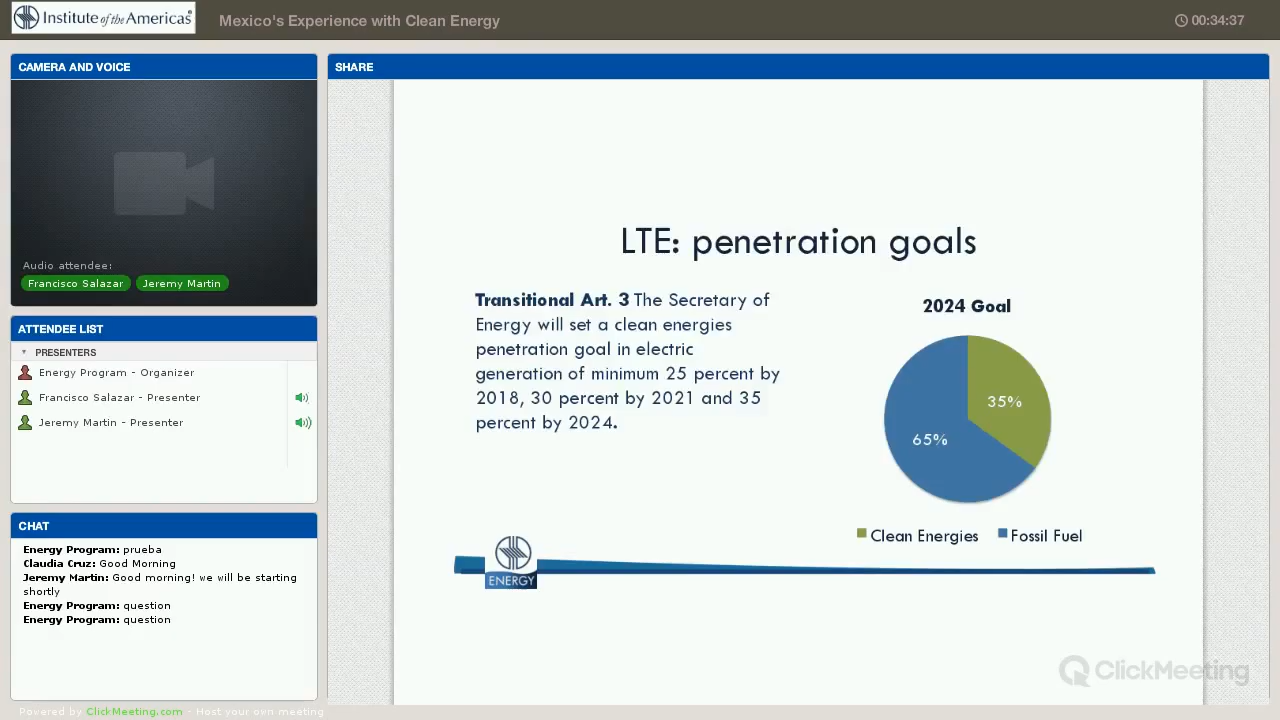 Institute of the Americas
Mexico's Experience with Clean Energy
00:34:37
CAMERA AND VOICE
Audio attendee:
Francisco Salazar
Jeremy Martin
ATTENDEE LIST
PRESENTERS
Energy Program - Organizer
Francisco Salazar - Presenter
Jeremy Martin - Presenter
CHAT
Energy Program: prueba
Claudia Cruz: Good Morning
Jeremy Martin: Good morning! we will be starting
shortly
Energy Program: question
Energy Program: question
SHARE
LTE: penetration goals
Transitional Art. 3 The Secretary of
Energy will set a clean energies
penetration goal in electric
generation of minimum 25 percent by
2018, 30 percent by 2021 and 35
percent by 2024.
2024 Goal
35%
65%
Clean Energies
Fossil Fuel
ENERGY
ClickMeeting
Powered by ClickMeeting.com - Host your own meeting